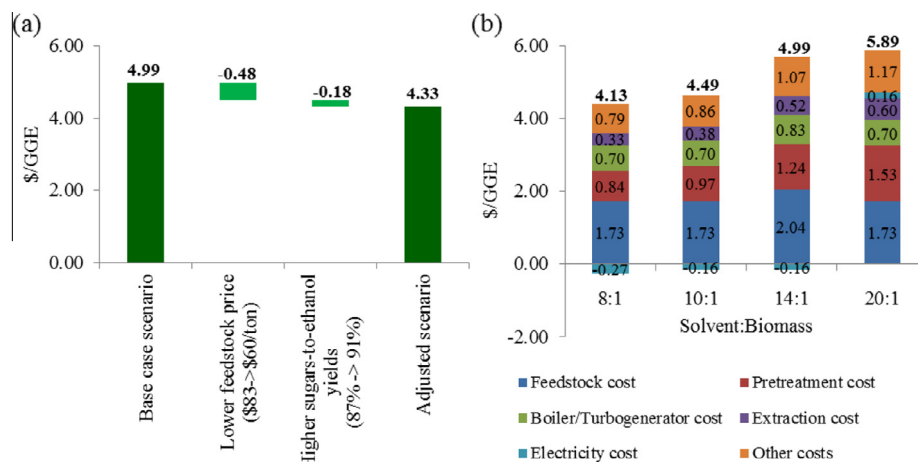 (a)
6.00
4.00
2.00
0.00
$/GGE
4.99
-0.48
-0.18
4.33
Base case scenario
Lower feedstock price
($83->$60/ton)
Higher sugars-to-ethanol
yields
(87% -> 91%)
Adjusted scenario
(b)
6.00
4.00
2.00
0.00
-2.00
$/GGE
4.13
0.79
0.33
0.70
0.84
1.73
-0.27
4.49
0.86
0.38
0.70
0.97
1.73
-0.16
4.99
1.07
0.52
0.83
1.24
2.04
-0.16
5.89
1.17
0.16
0.60
0.70
1.53
1.73
8:1 10:1 14:1 20:1
Solvent:Biomass
Feedstock cost Pretreatment cost
Boiler/Turbogenerator cost Extraction cost
Electricity cost Other costs